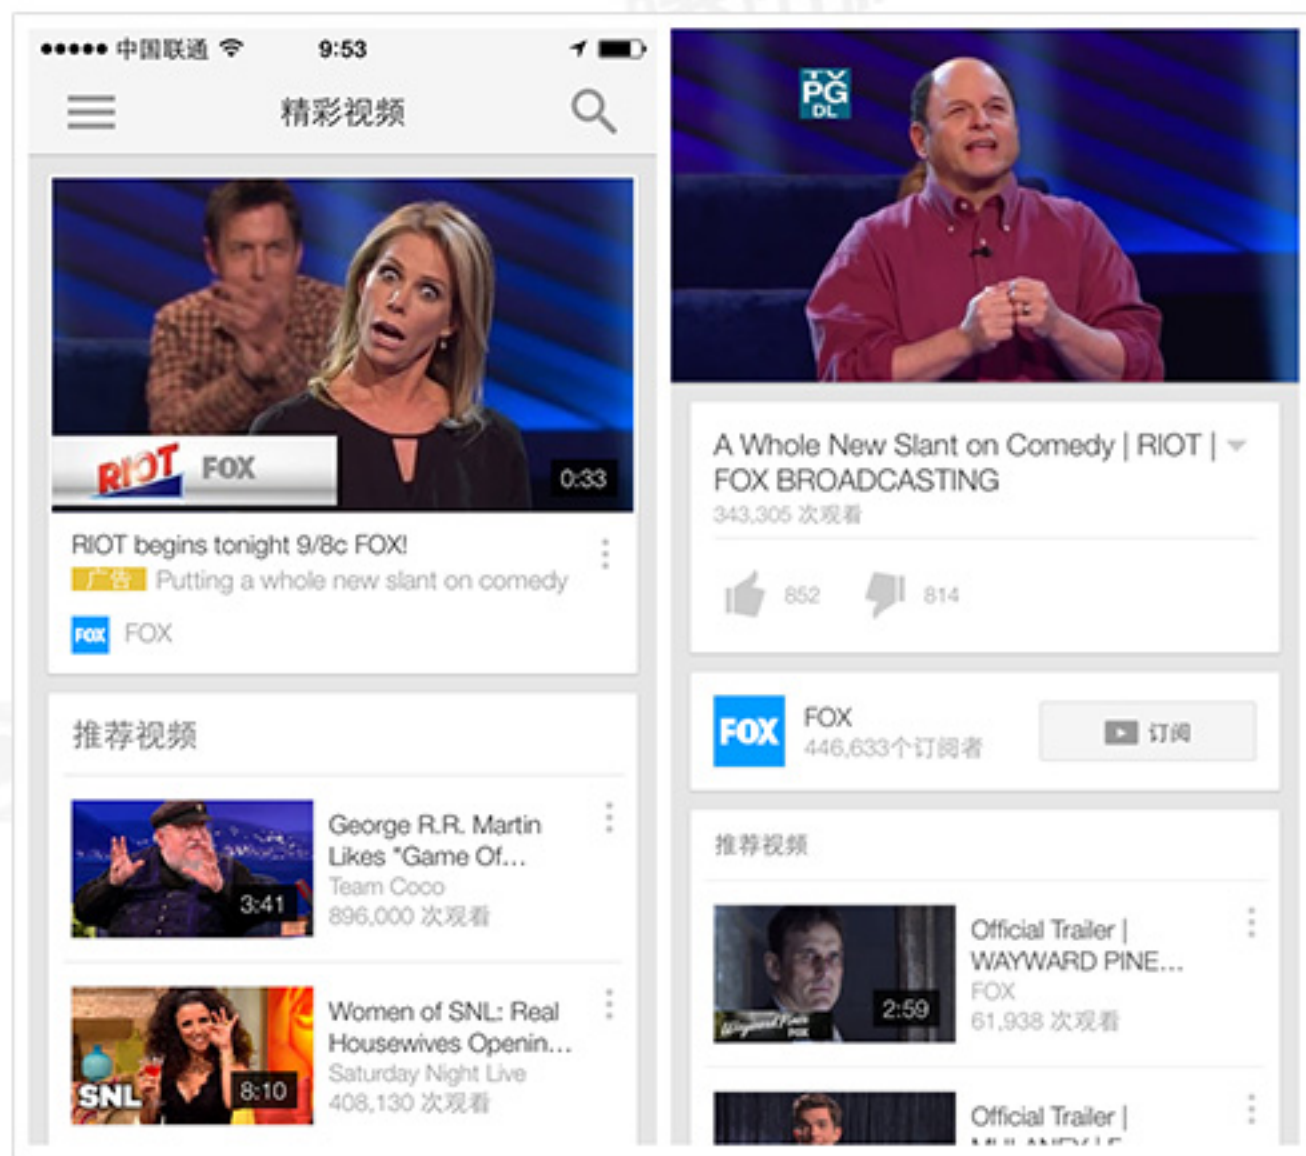 中国联通
9:53
精彩视频
RIOT FOX
0:33
RIOT begins tonight 9/8c FOX!
广告 Putting a whole new slant on comedy
FOX FOX
推荐视频
George R.R. Martin
Likes "Game Of...
Team Coco
896,000 次观看
3:41
Women of SNL: Real
Housewives Openin...
Saturday Night Live
408,130 次观看
SNL
8:10
TV
PG
DL
A Whole New Slant on Comedy | RIOT |
FOX BROADCASTING
343,305 次观看
852
814
FOX
FOX
446,633个订阅者
订阅
推荐视频
Official Trailer |
WAYWARD PINE...
FOX
61,938 次观看
Wayward Pines
FOX
2:59
Official Trailer |